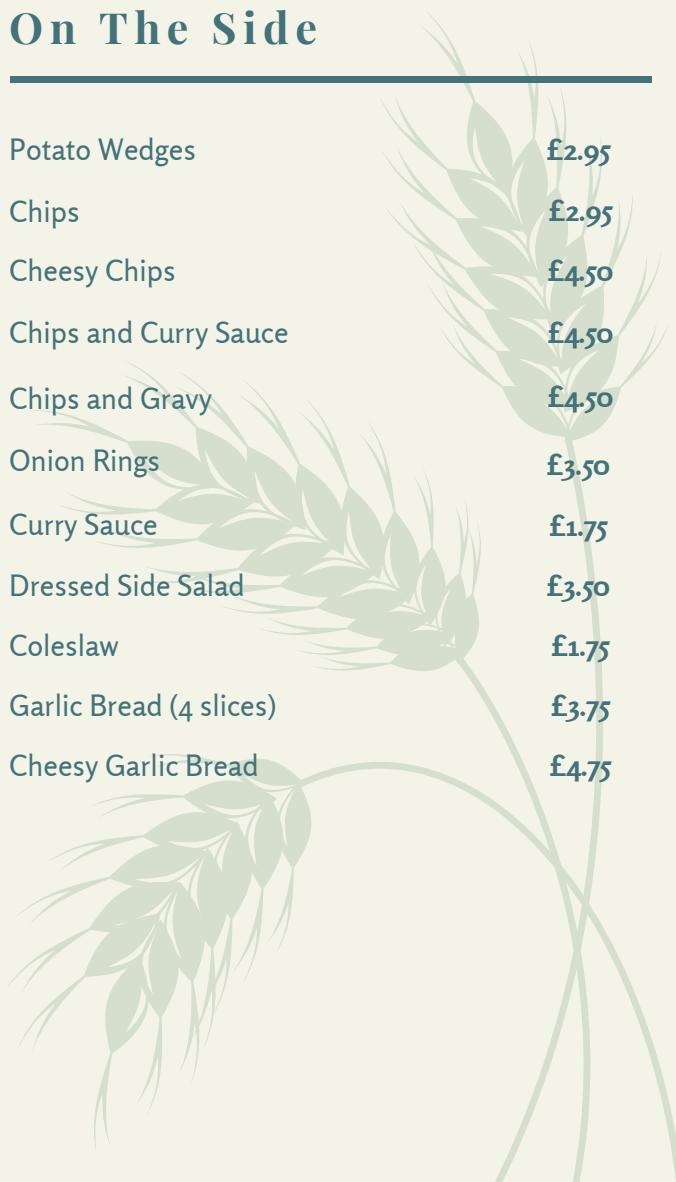 On The Side
Potato Wedges £2.95
Chips £2.95
Cheesy Chips £4.50
Chips and Curry Sauce £4.50
Chips and Gravy £4.50
Onion Rings £3.50
Curry Sauce £1.75
Dressed Side Salad £3.50
Coleslaw £1.75
Garlic Bread (4 slices) £3.75
Cheesy Garlic Bread £4.75